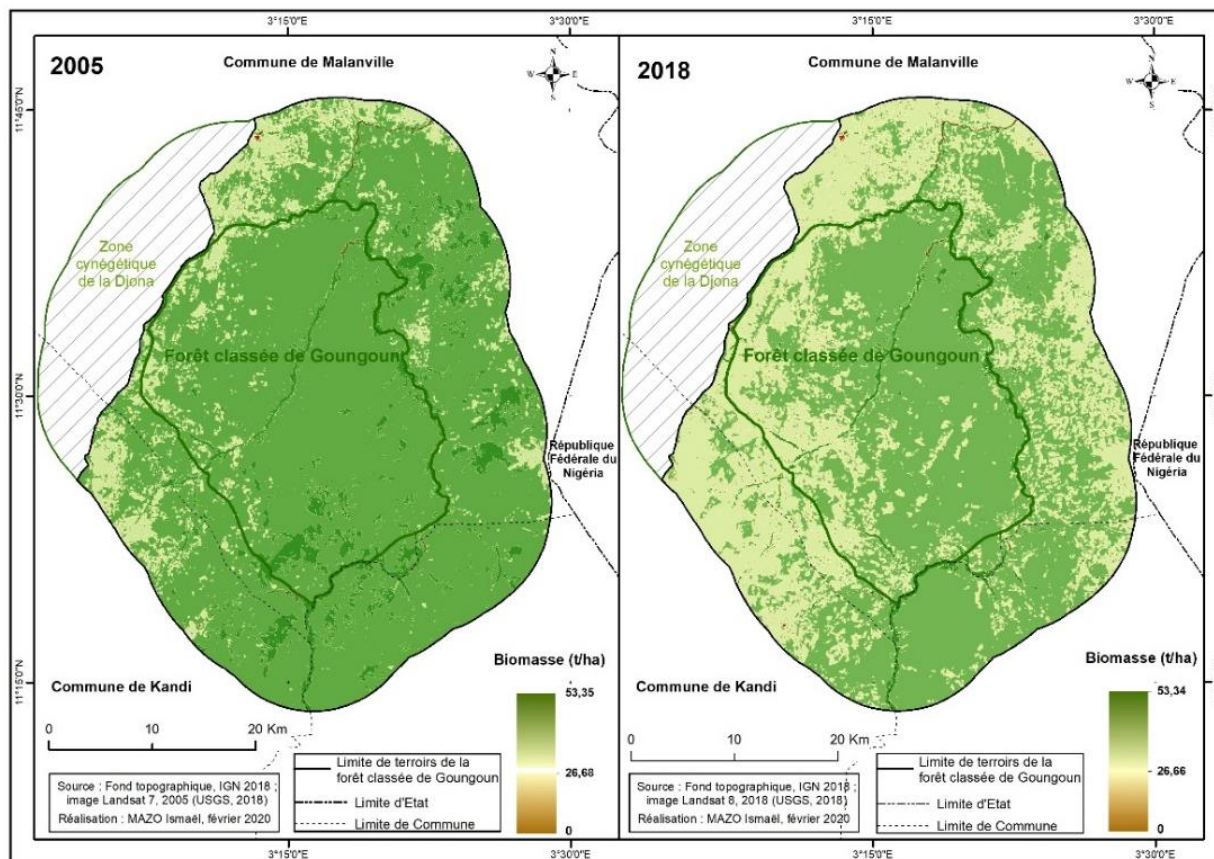 3°15'0"E
3°30'0"E
3°15'0"E
3°30'0"E
2005
Commune de Malanville
N
W
E
S
11°45'0"N
Zone
cynégétique
de la Djona
Forêt classée de Goungoun
11°30'0"N
République
Fédérale du
Nigéria
11°15'0"N
Commune de Kandi
Biomasse (t/ha)
53,35
26,68
0
0 10 20 Km
Source : Fond topographique, IGN 2018 ;
image Landsat 7, 2005 (USGS, 2018)
Réalisation : MAZO Ismaël, février 2020
Limite de terroirs de la
forêt classée de Goungoun
Limite d'Etat
Limite de Commune
2018
Commune de Malanville
N
W
E
S
Zone
cynégétique
de la Djona
Forêt classée de Goungoun
République
Fédérale du
Nigéria
Commune de Kandi
Biomasse (t/ha)
53,34
26,66
0
0 10 20 Km
Source : Fond topographique, IGN 2018 ;
image Landsat 8, 2018 (USGS, 2018)
Réalisation : MAZO Ismaël, février 2020
Limite de terroirs de la
forêt classée de Goungoun
Limite d'Etat
Limite de Commune
3°15'0"E
3°30'0"E
3°15'0"E
3°30'0"E